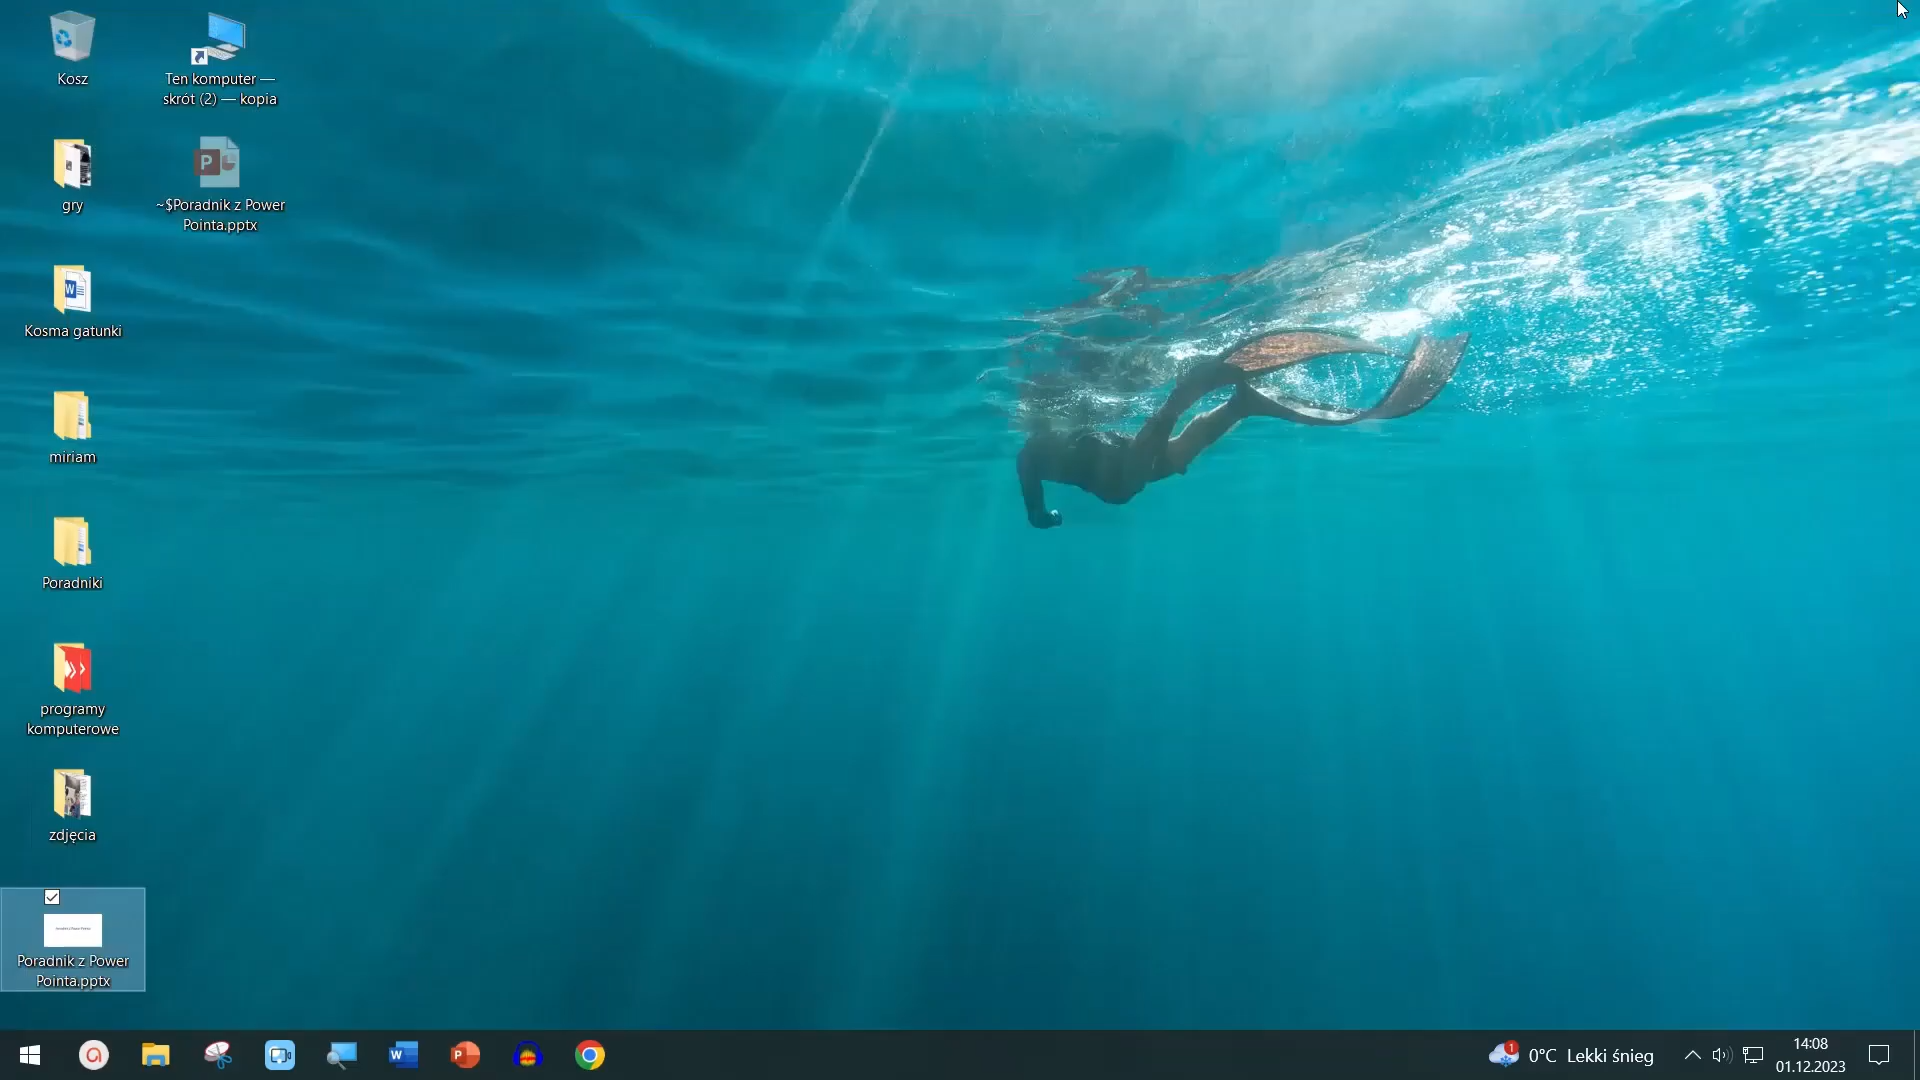 Kosz
Ten komputer —
skrót (2) — kopia
gry
~$Poradnik z Power
Pointa.pptx
Kosma gatunki
miriam
Poradniki
programy
komputerowe
zdjęcia
Poradnik z Power
Pointa.pptx
1
0°C Lekki śnieg
14:08
01.12.2023